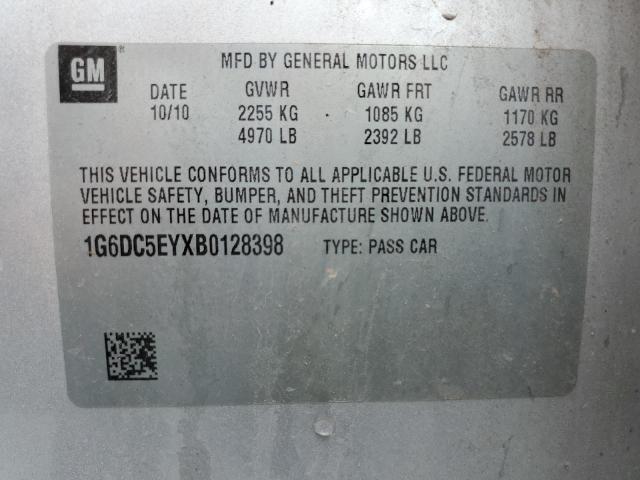 GM
MFD BY GENERAL MOTORS LLC
DATE GVWR GAWR FRT GAWR RR
10/10 2255 KG 1085 KG 1170 KG
4970 LB 2392 LB 2578 LB
THIS VEHICLE CONFORMS TO ALL APPLICABLE U.S. FEDERAL MOTOR
VEHICLE SAFETY, BUMPER, AND THEFT PREVENTION STANDARDS IN
EFFECT ON THE DATE OF MANUFACTURE SHOWN ABOVE.
1G6DC5EYXB0128398 TYPE: PASS CAR